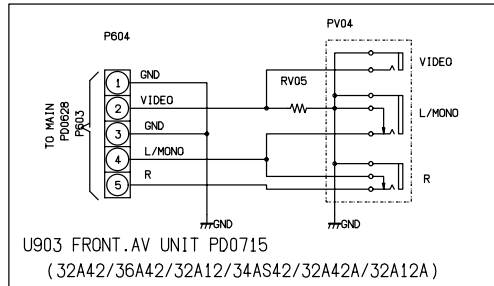 P604
PV04
1
GND
VIDEO
RV05
2
VIDEO
TO MAIN
PD0628
P603
3
GND
L/MONO
4
L/MONO
5
R
R
GND
GND
U903 FRONT.AV UNIT PD0715
(32A42/36A42/32A12/34AS42/32A42A/32A12A)